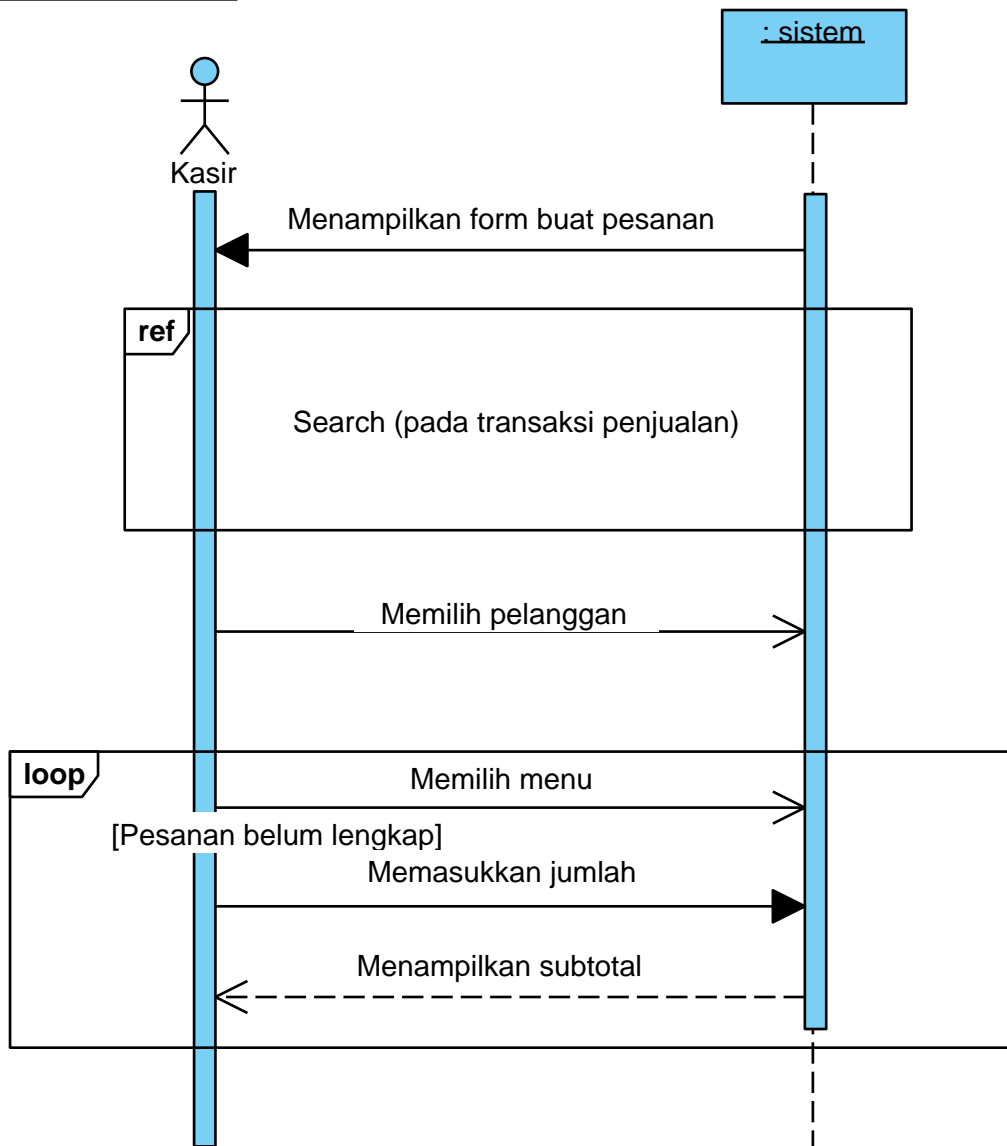 : sistem
Kasir
Menampilkan form buat pesanan
ref
Search (pada transaksi penjualan)
Memilih pelanggan
loop
Memilih menu
[Pesanan belum lengkap]
Memasukkan jumlah
Menampilkan subtotal